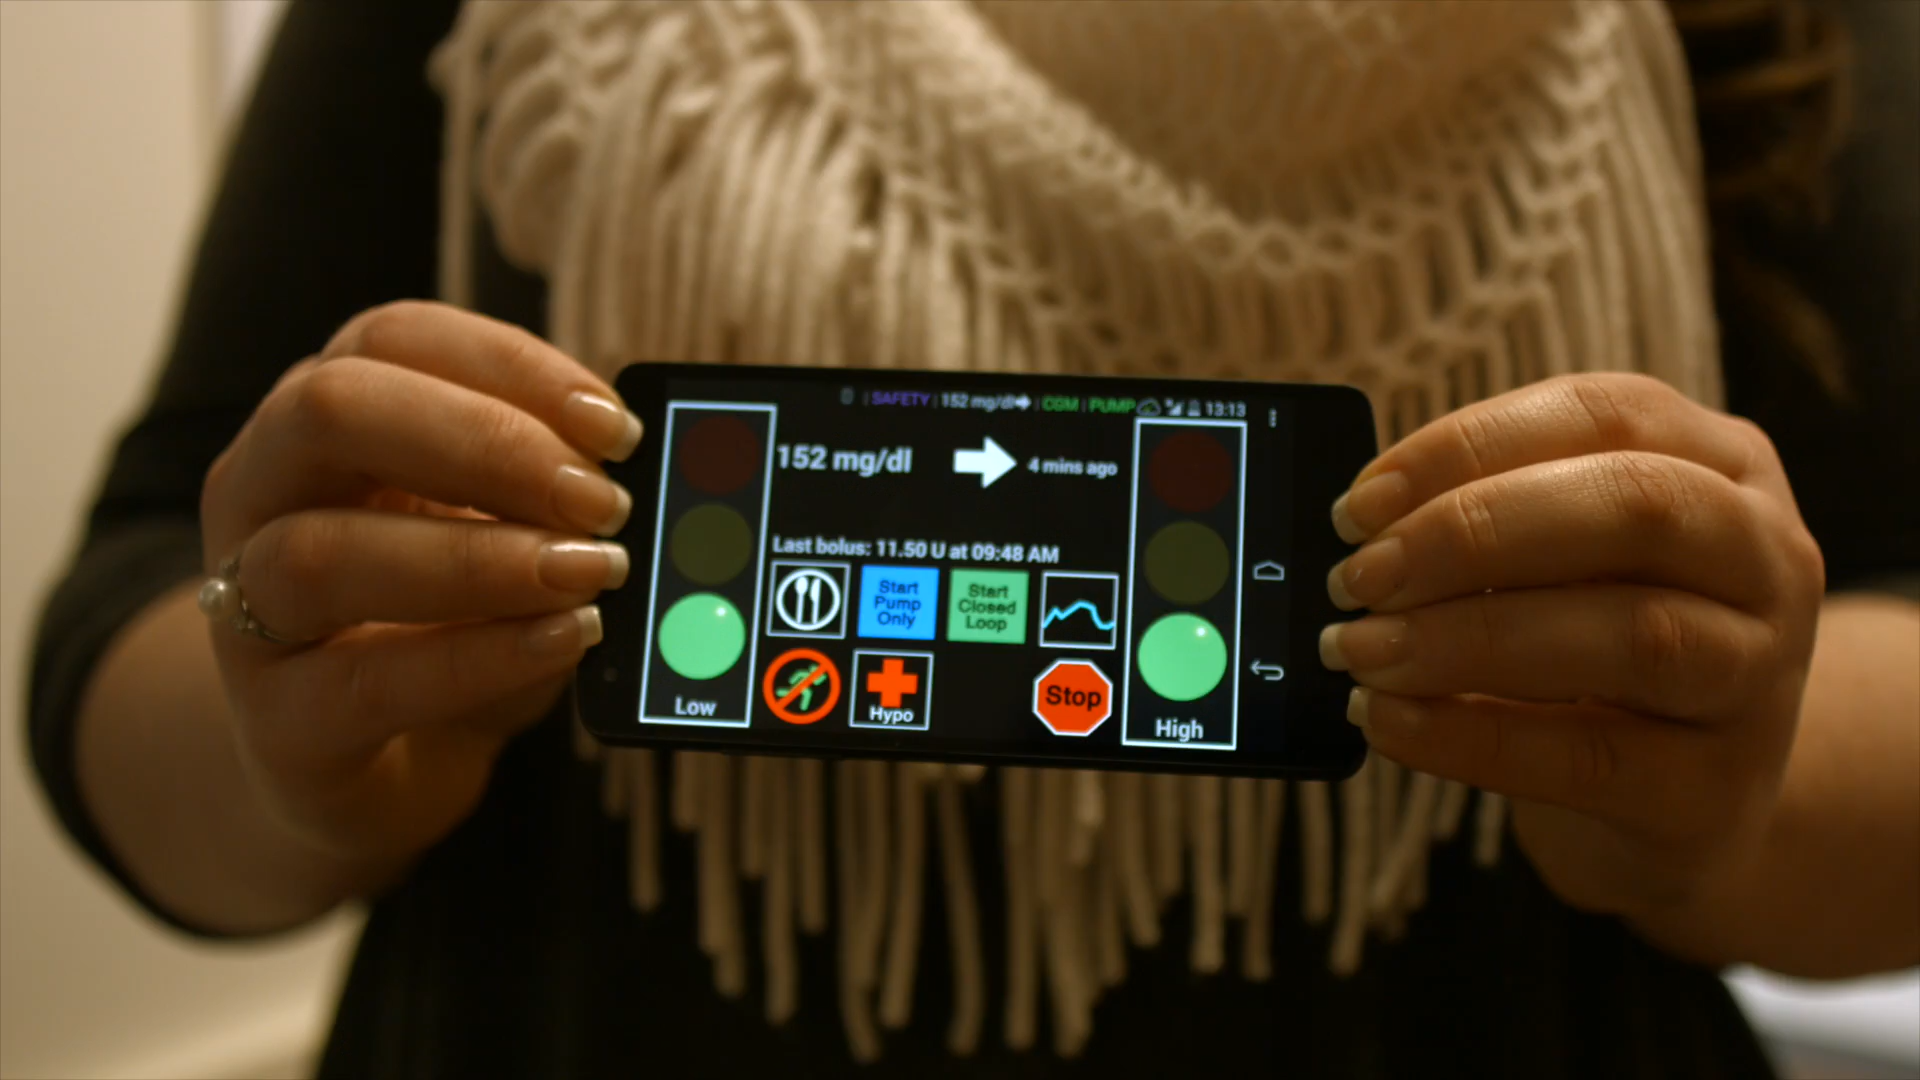 | SAFETY | 152 mg/dl | CGM | PUMP 13:13
152 mg/dl
4 mins ago
Last bolus: 11.50 U at 09:48 AM
Start
Pump
Only
Start
Closed
Loop
Hypo
Stop
Low
High